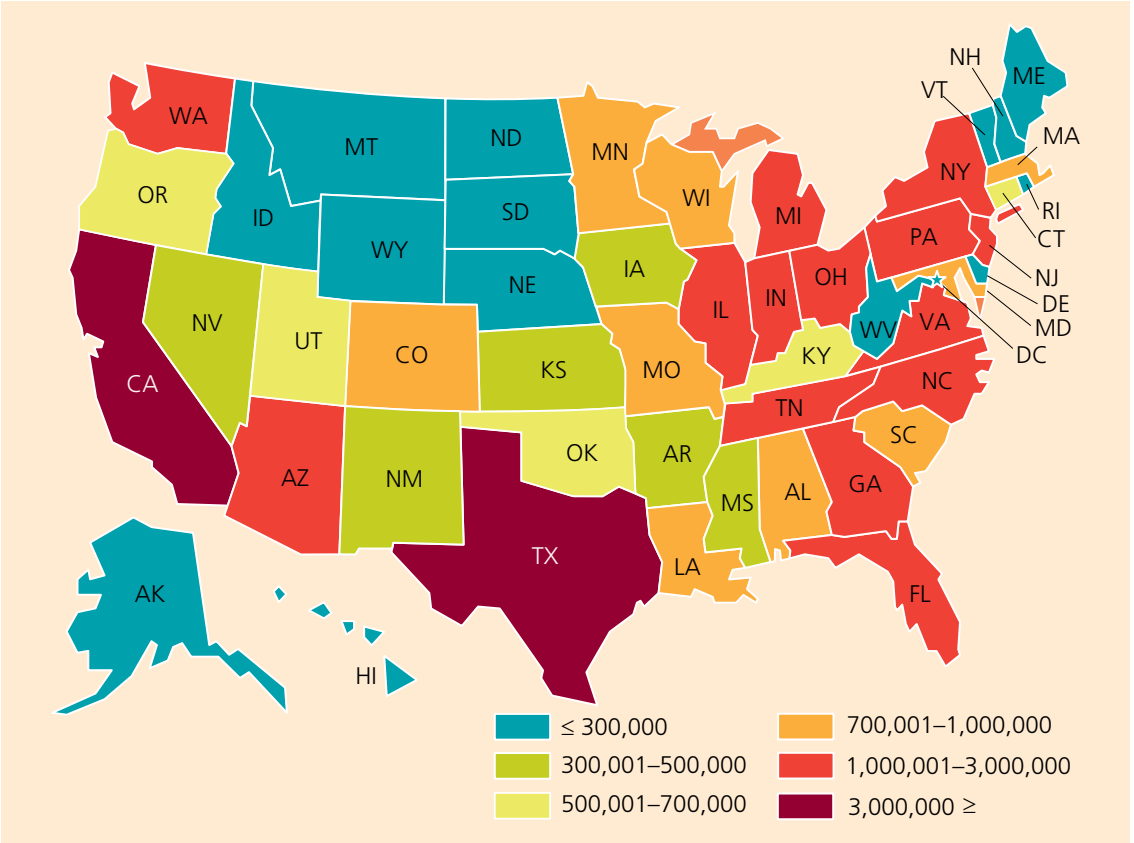 NH
ME
VT
WA
MA
MT
ND
MN
NY
OR
WI
SD
MI
RI
ID
PA
CT
WY
IA
NE
OH
NJ
IN
DE
IL
NV
WV
VA
MD
UT
CO
KY
DC
KS
MO
CA
NC
TN
SC
OK
AR
AZ
NM
GA
AL
MS
TX
LA
AK
FL
HI
≤ 300,000
300,001–500,000
500,001–700,000
700,001–1,000,000
1,000,001–3,000,000
3,000,000 ≥